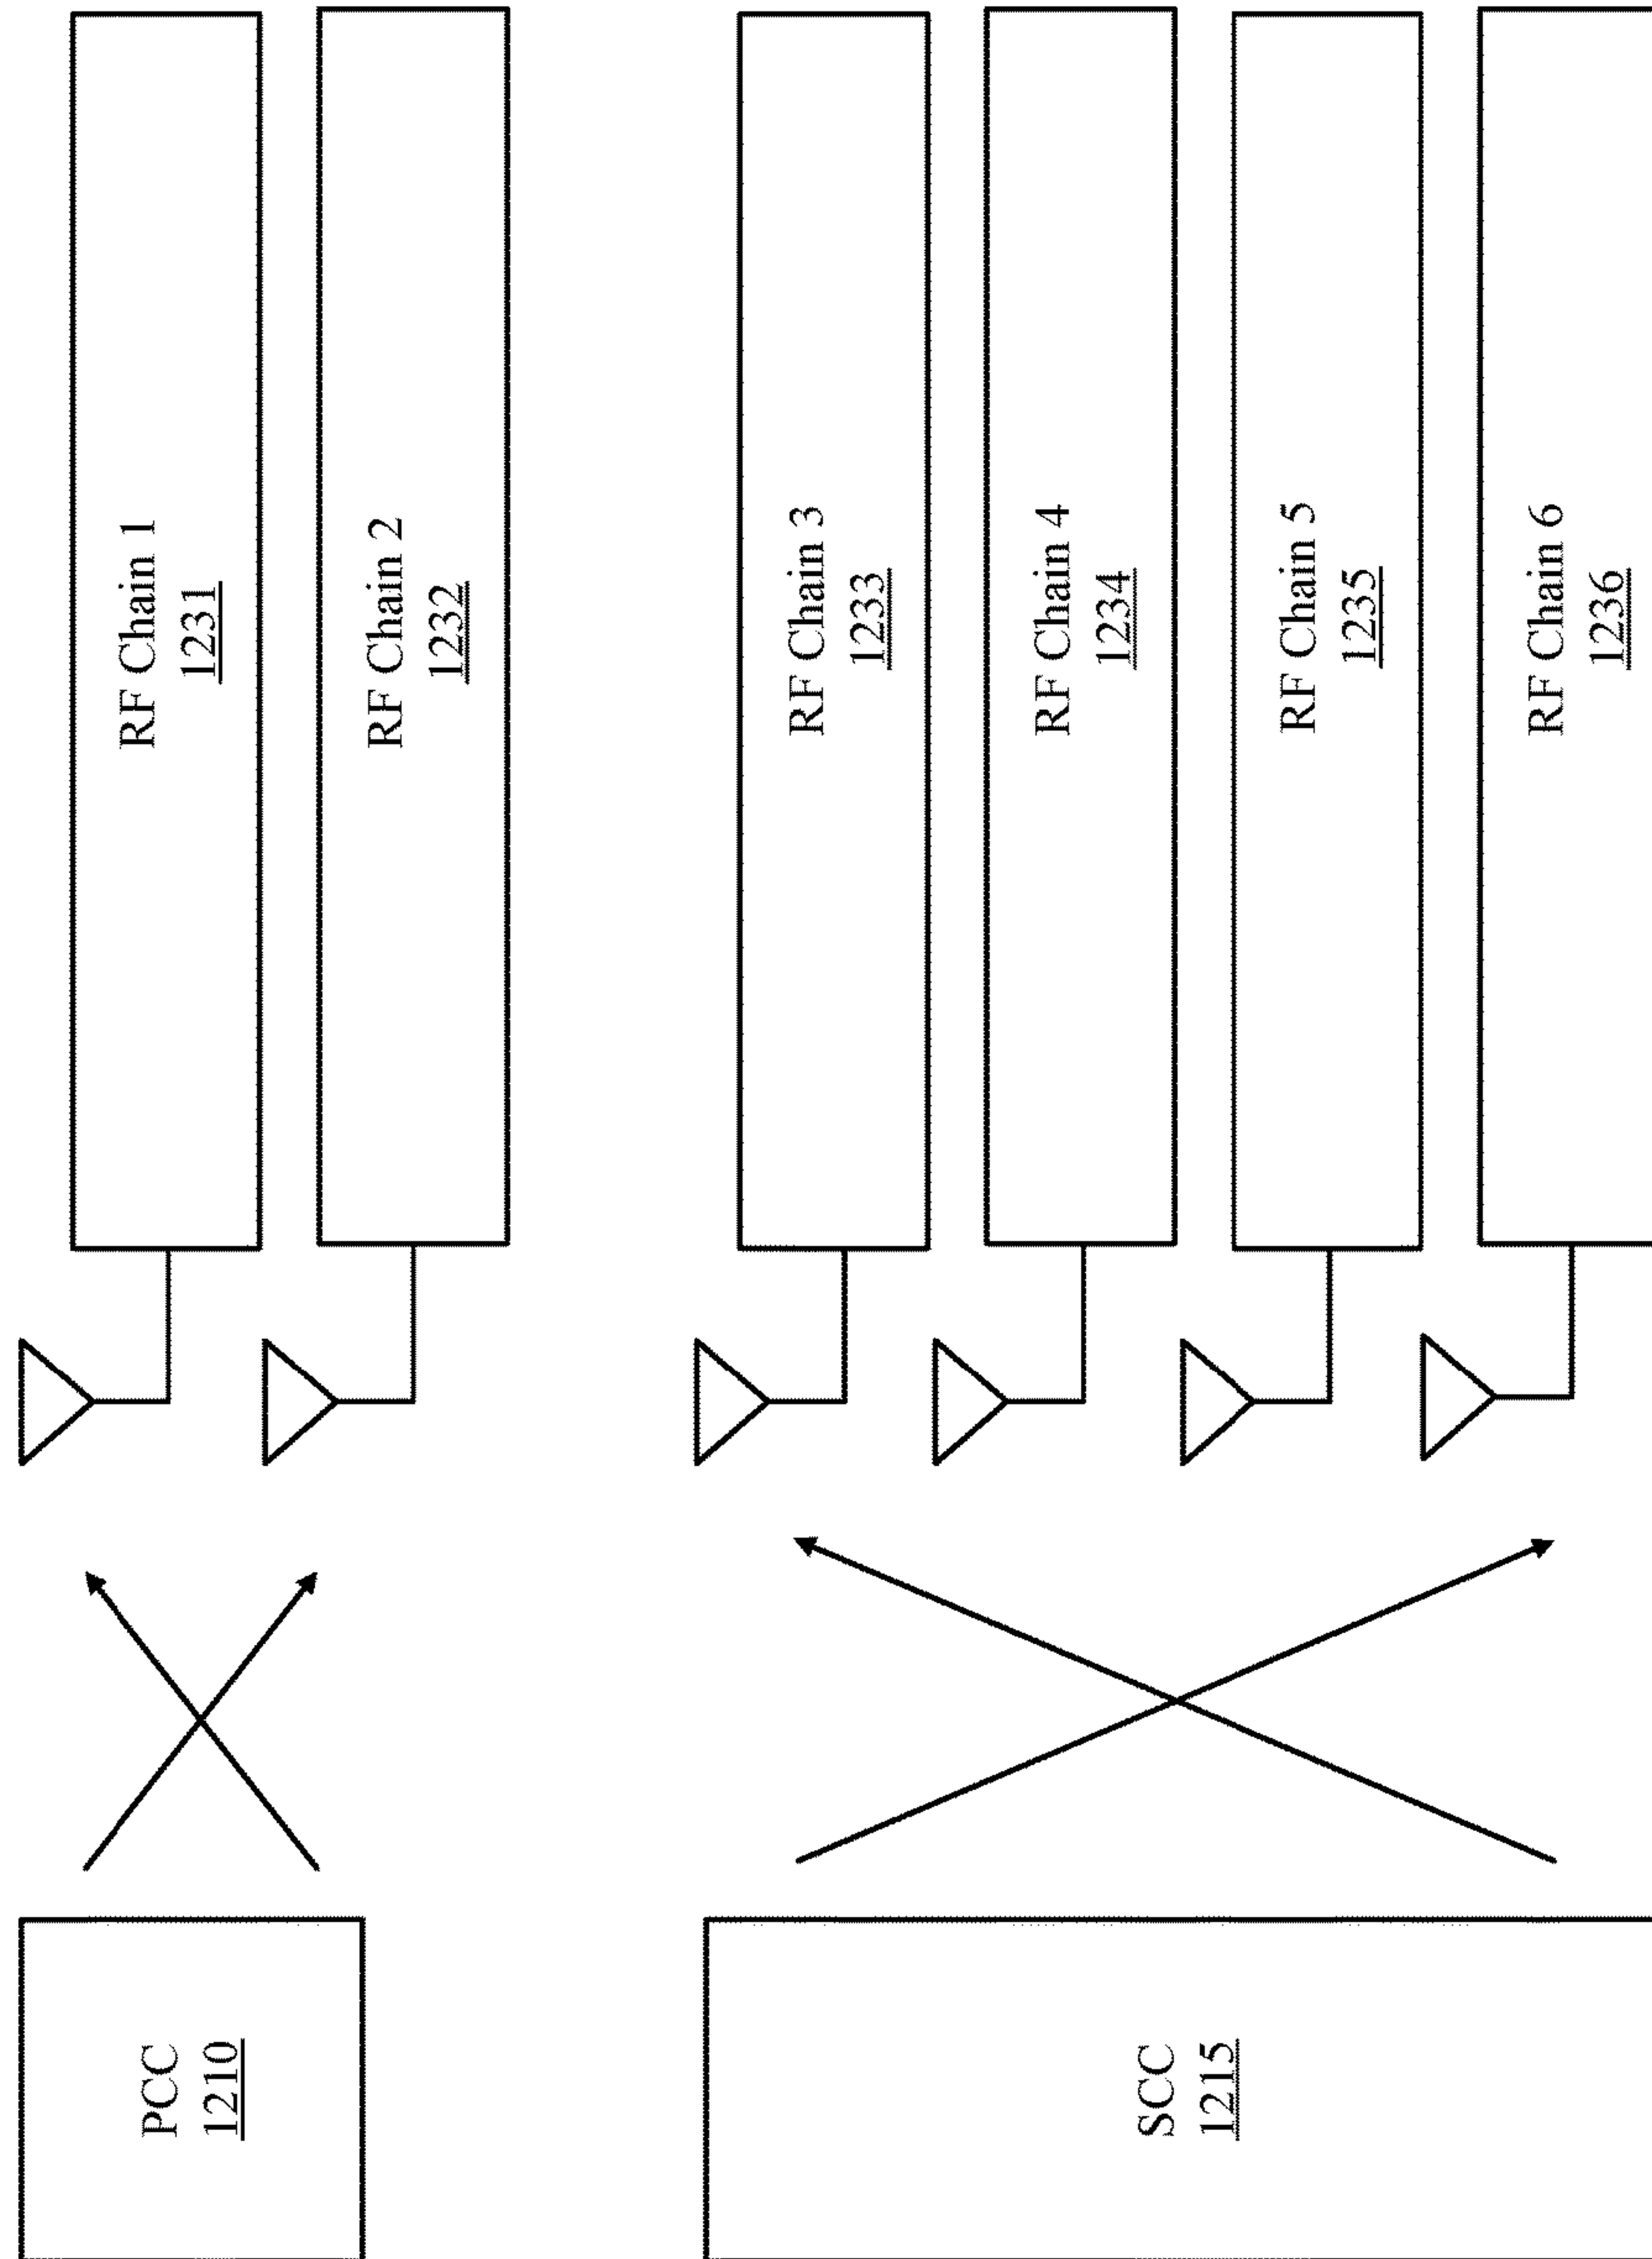 PCC
1210
RF Chain 1
1231
RF Chain 2
1232
SCC
1215
RF Chain 3
1233
RF Chain 4
1234
RF Chain 5
1235
RF Chain 6
1236